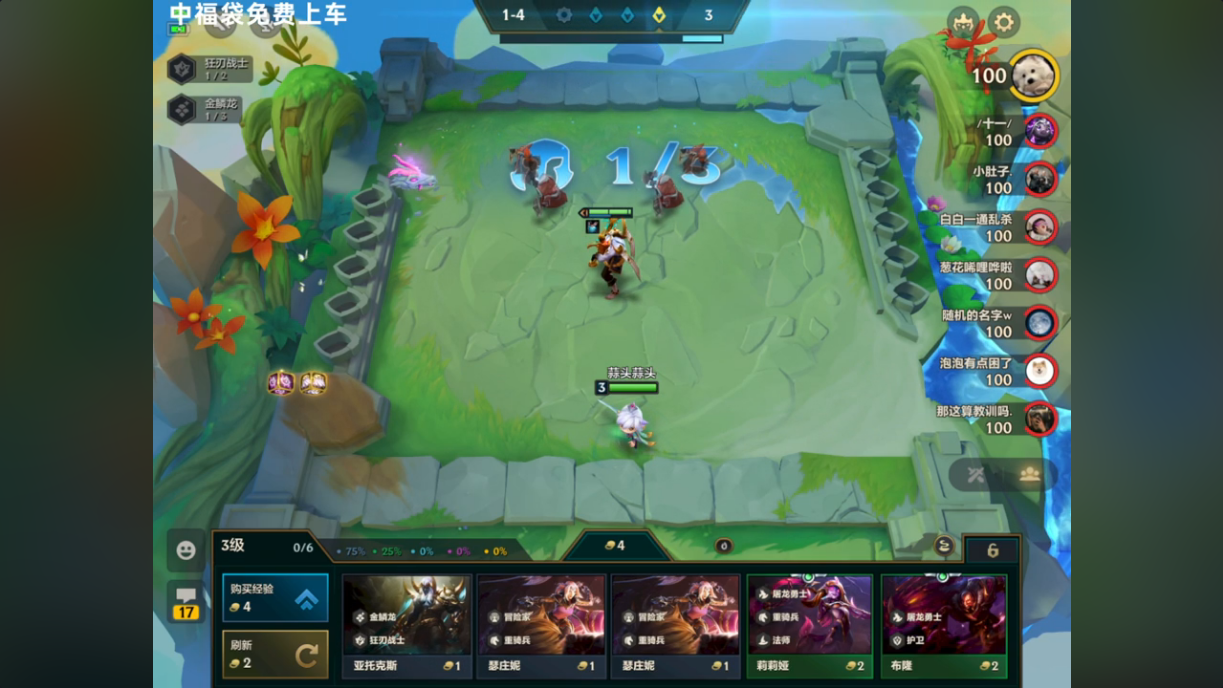 中福袋免费上车
1-4
3
狂刃战士
1/2
金鳞龙
1/3
1/3
100
/十一/
100
小肚子.
100
白白一通乱杀
100
葱花唏哩哗啦
100
随机的名字w
100
泡泡有点困了
100
那这算教训吗.
100
蒜头蒜头
3
3级
0/6
75%
25%
0%
0%
0%
4
0
6
17
购买经验
4
刷新
2
金鳞龙
狂刃战士
亚托克斯
1
冒险家
重骑兵
瑟庄妮
1
冒险家
重骑兵
瑟庄妮
1
屠龙勇士
重骑兵
法师
莉莉娅
2
屠龙勇士
护卫
布隆
2